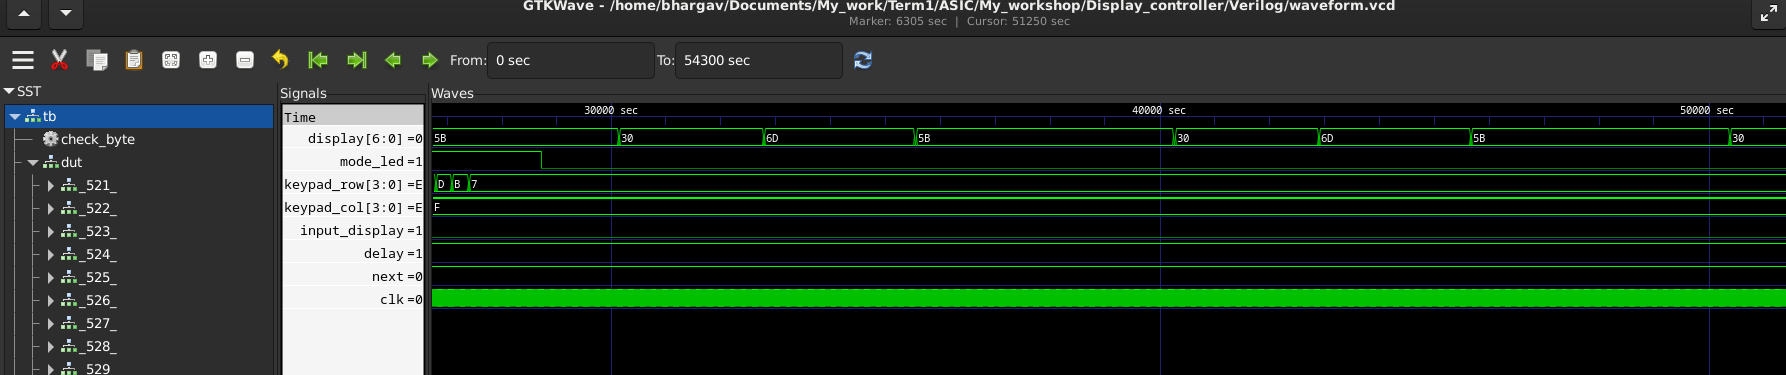 GTKWave - /home/bhargav/Documents/My_work/Term1/ASIC/My_workshop/Display_controller/Verilog/waveform.vcd
Marker: 6305 sec | Cursor: 51250 sec
From: 0 sec To: 54300 sec
SST
tb
check_byte
dut
_521_
_522_
_523_
_524_
_525_
_526_
_527_
_528_
529
Signals
Time
display[6:0] =0
mode_led =1
keypad_row[3:0] =E
keypad_col[3:0] =E
input_display =1
delay =1
next =0
clk =0
Waves
30000 sec 40000 sec 50000 sec
5B 30 6D 5B 30 6D 5B 30
D B 7
F